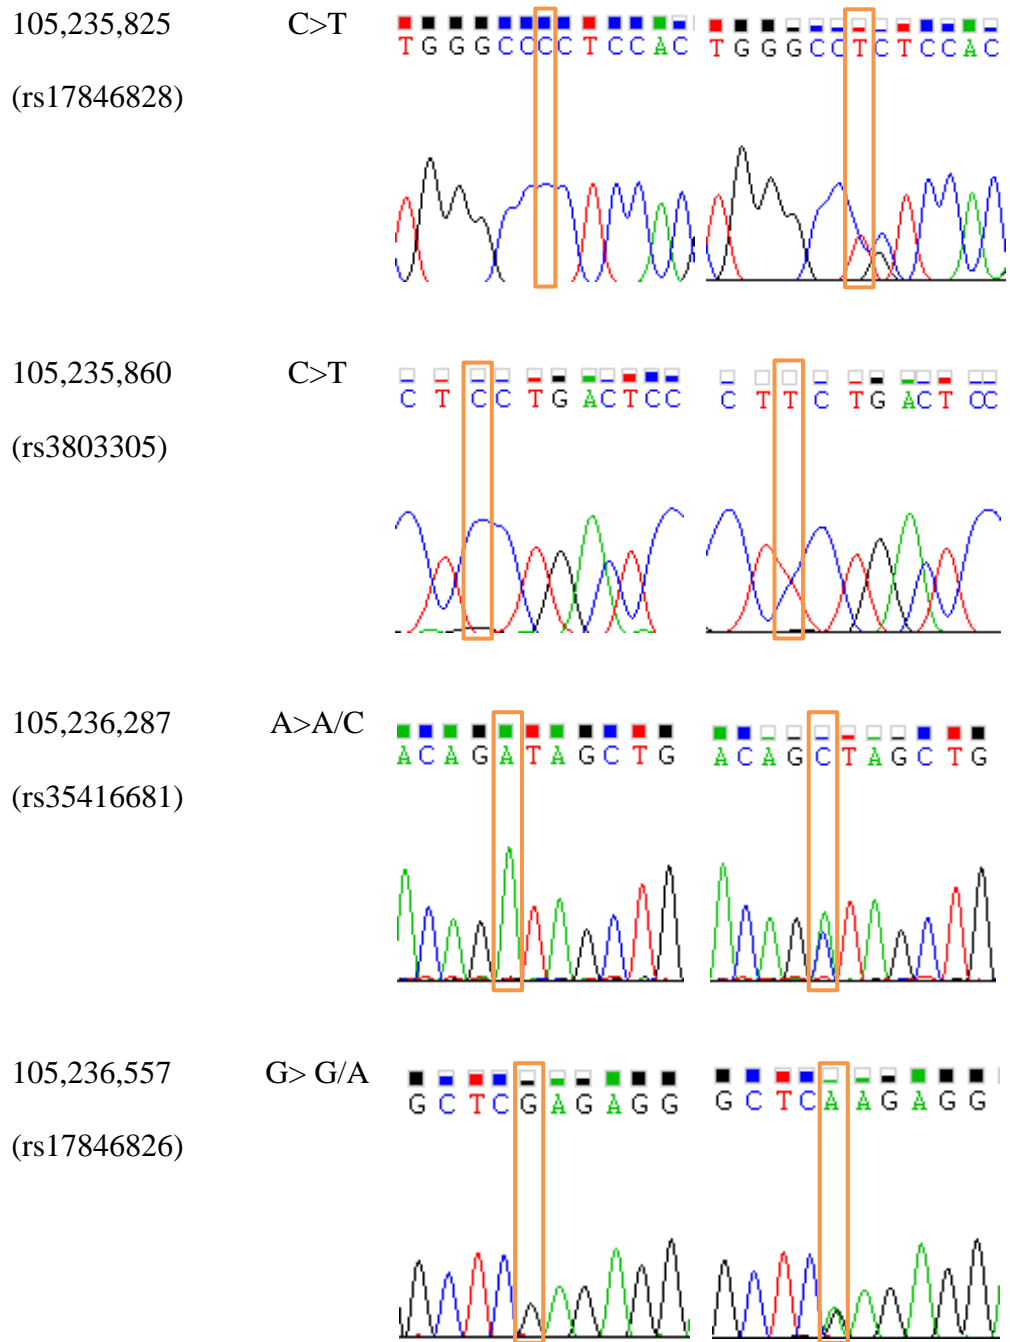 105,235,825 C>T TGGGCCCCTCCAC TGGGCCTCTCCAC
(rs17846828)
105,235,860 C>T CTCCTGACTCC CTTCTGACTCC
(rs3803305)
105,236,287 A>A/C ACAGATAGCTG ACAGCTAGCTG
(rs35416681)
105,236,557 G> G/A GCTCGAGAGG GCTCAAGAGG
(rs17846826)